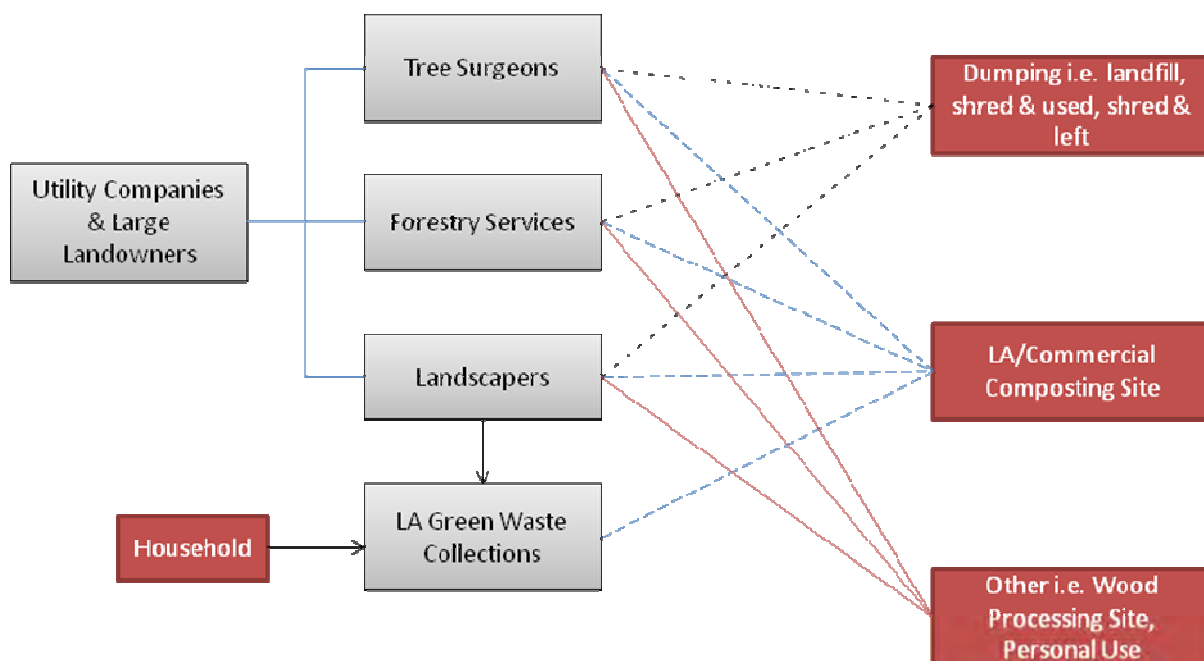 Tree Surgeons
Dumping i.e. landfill,
shred & used, shred &
left
Utility Companies
& Large
Landowners
Forestry Services
Landscapers
LA/Commercial
Composting Site
Household
LA Green Waste
Collections
Other i.e. Wood
Processing Site,
Personal Use